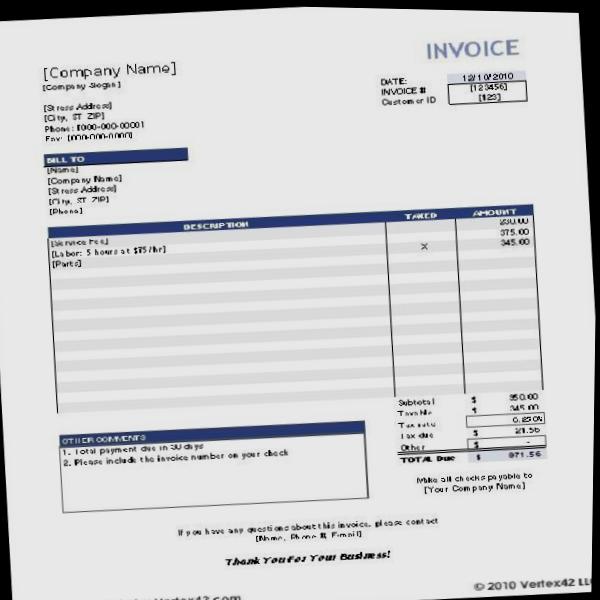 INVOICE
[Company Name]
[Company Slogan]
DATE: 12/10/2010
INVOICE # [123456]
Customer ID [123]
[Street Address]
[City, ST ZIP]
Phone: [000-000-0000]
Fax: [000-000-0000]
BILL TO
[Name]
[Company Name]
[Street Address]
[City, ST ZIP]
[Phone]
DESCRIPTION TAXED AMOUNT
[Service Fee] 230.00
[Labor: 5 hours at $75/hr] 375.00
[Parts] X 345.00
Subtotal $ 950.00
Taxable $ 345.00
Tax rate 6.250%
Tax due $ 21.56
Other $ -
TOTAL Due $ 971.56
OTHER COMMENTS
1. Total payment due in 30 days
2. Please include the invoice number on your check
Make all checks payable to
[Your Company Name]
If you have any questions about this invoice, please contact
[Name, Phone #, E-mail]
Thank You For Your Business!
Vertex42.com
© 2010 Vertex42